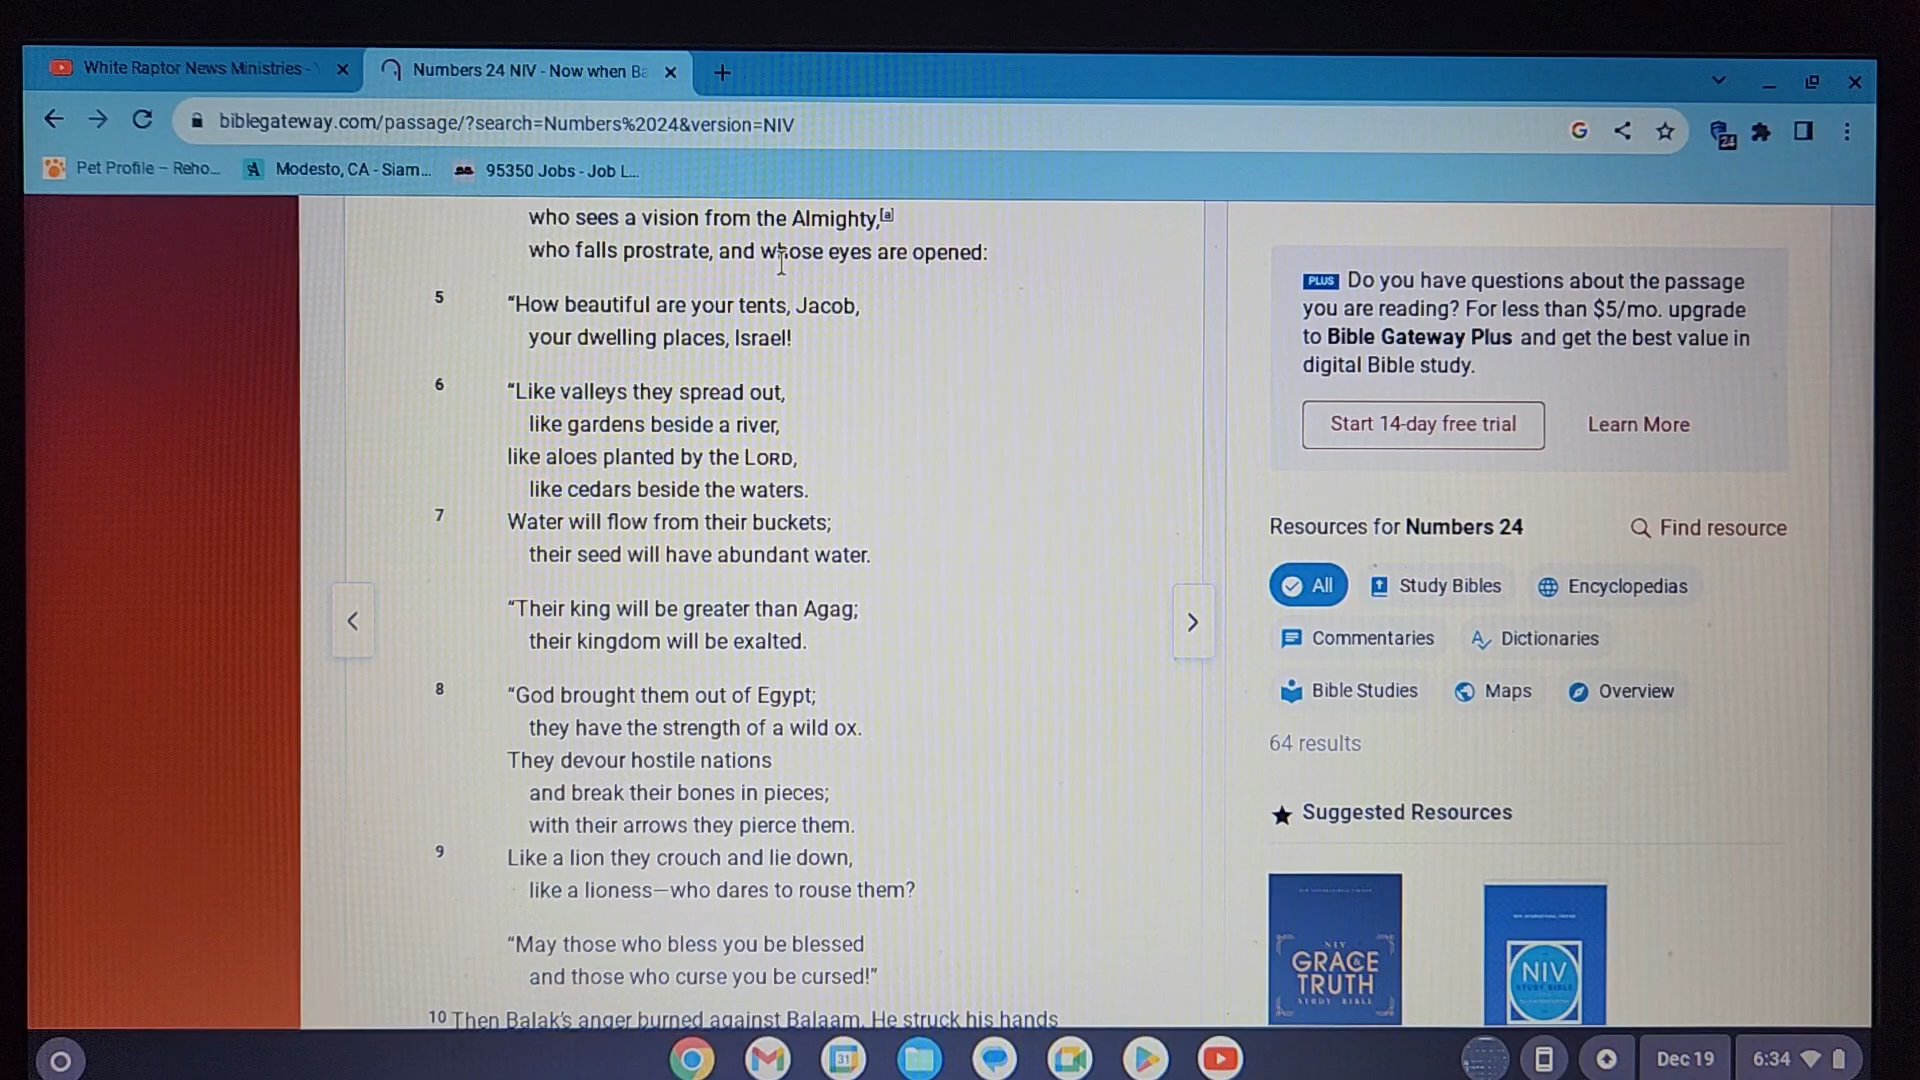 White Raptor News Ministries -
Numbers 24 NIV - Now when Ba
biblegateway.com/passage/?search=Numbers%2024&version=NIV
24
Pet Profile – Reho...
Modesto, CA - Siam...
95350 Jobs - Job L...
who sees a vision from the Almighty,[a]
who falls prostrate, and whose eyes are opened:
5 “How beautiful are your tents, Jacob,
your dwelling places, Israel!
6 “Like valleys they spread out,
like gardens beside a river,
like aloes planted by the LORD,
like cedars beside the waters.
7 Water will flow from their buckets;
their seed will have abundant water.
“Their king will be greater than Agag;
their kingdom will be exalted.
8 “God brought them out of Egypt;
they have the strength of a wild ox.
They devour hostile nations
and break their bones in pieces;
with their arrows they pierce them.
9 Like a lion they crouch and lie down,
like a lioness—who dares to rouse them?
“May those who bless you be blessed
and those who curse you be cursed!”
10 Then Balak’s anger burned against Balaam. He struck his hands
PLUS Do you have questions about the passage
you are reading? For less than $5/mo. upgrade
to Bible Gateway Plus and get the best value in
digital Bible study.
Start 14-day free trial
Learn More
Resources for Numbers 24
Find resource
All
Study Bibles
Encyclopedias
Commentaries
Dictionaries
Bible Studies
Maps
Overview
64 results
Suggested Resources
NIV
GRACE
TRUTH
STUDY BIBLE
NIV
STUDY BIBLE
31
Dec 19
6:34